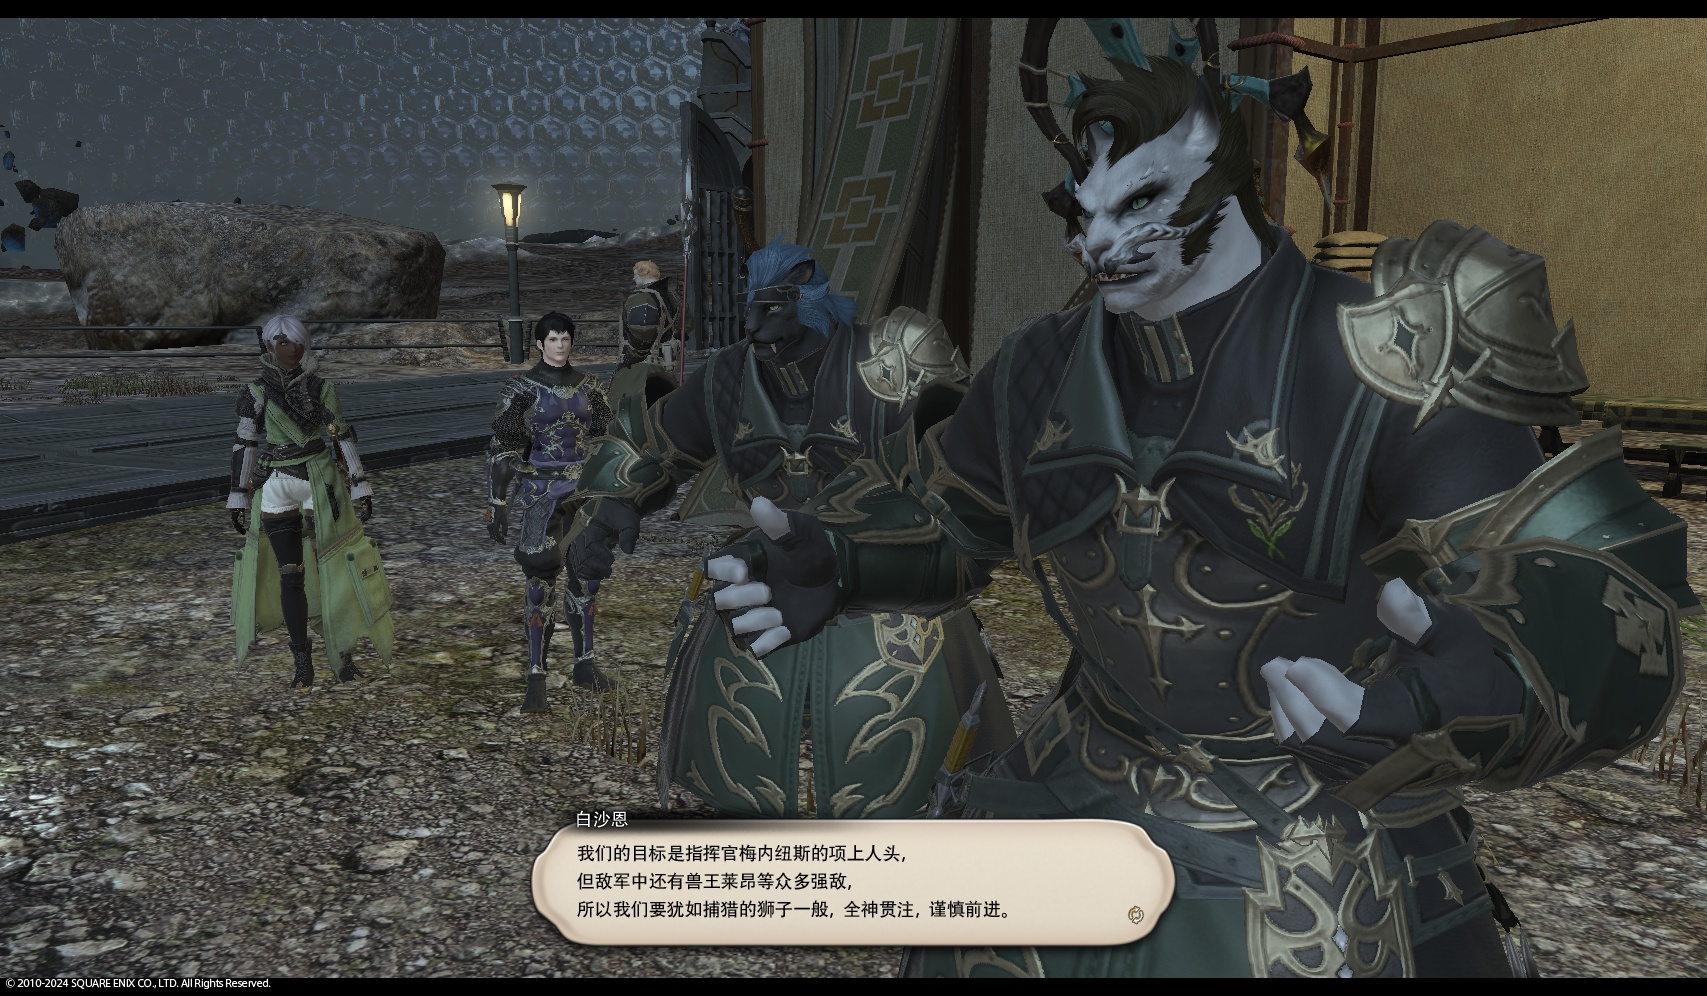 白沙恩
我们的目标是指挥官梅内纽斯的项上人头，
但敌军中还有兽王莱昂等众多强敌，
所以我们要犹如捕猎的狮子一般，全神贯注，谨慎前进。
© 2010-2024 SQUARE ENIX CO., LTD. All Rights Reserved.